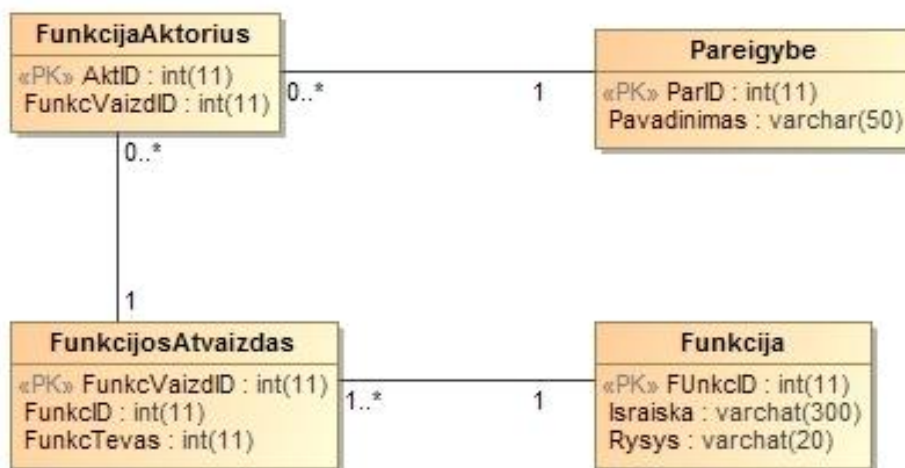 FunkcijaAktorius
«PK» AktID : int(11)
FunkcVaizdID : int(11)
0..*
1
Pareigybe
«PK» ParID : int(11)
Pavadinimas : varchar(50)
0..*
1
FunkcijosAtvaizdas
«PK» FunkcVaizdID : int(11)
FunkcID : int(11)
FunkcTevas : int(11)
1..*
1
Funkcija
«PK» FUnkcID : int(11)
Israiska : varchat(300)
Rysys : varchat(20)